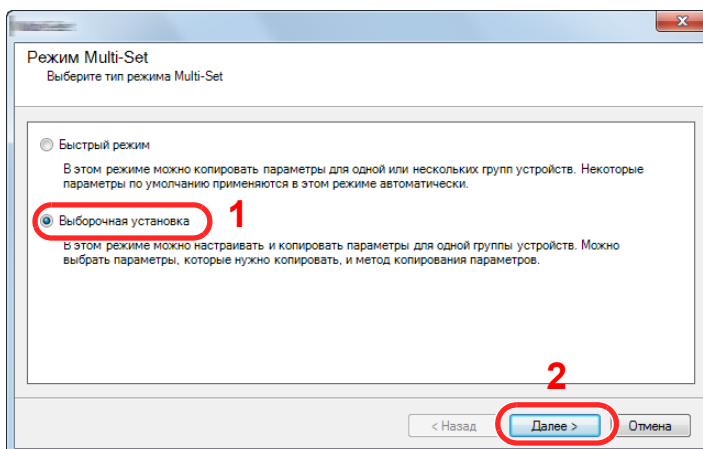 Режим Multi-Set
Выберите тип режима Multi-Set
Быстрый режим
В этом режиме можно копировать параметры для одной или нескольких групп устройств. Некоторые
параметры по умолчанию применяются в этом режиме автоматически.
Выборочная установка 1
В этом режиме можно настраивать и копировать параметры для одной группы устройств. Можно
выбрать параметры, которые нужно копировать, и метод копирования параметров.
2
< Назад Далее > Отмена